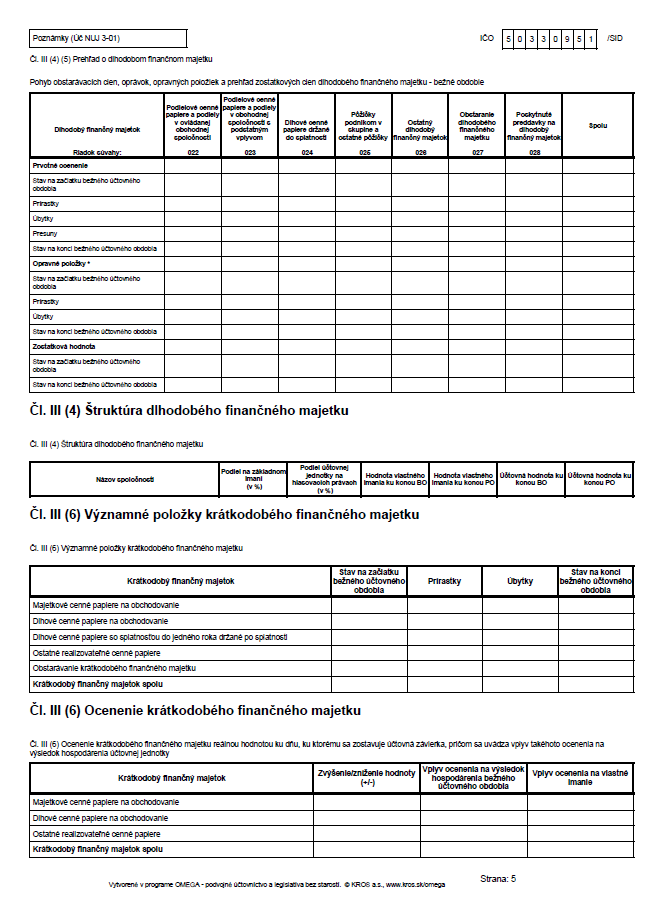 Poznámky (Úč NUJ 3-01)
IČO 5 0 3 3 0 9 5 1 /SID
Čl. III (4) (5) Prehľad o dlhodobom finančnom majetku
Pohyb obstarávacích cien, oprávok, opravných položiek a prehľad zostatkových cien dlhodobého finančného majetku - bežné obdobie
Dlhodobý finančný majetok
Riadok súvahy:
Podielové cenné
papiere a podiely
v ovládanej
obchodnej
spoločnosti
022
Podielové cenné
papiere a podiely
v obchodnej
spoločnosti s
podstatným
vplyvom
023
Dlhové cenné
papiere držané
do splatnosti
024
Pôžičky
podnikom v
skupine a
ostatné pôžičky
025
Ostatný
dlhodobý
finančný majetok
026
Obstaranie
dlhodobého
finančného
majetku
027
Poskytnuté
preddavky na
dlhodobý
finančný majetok
028
Spolu
Prvotné ocenenie
Stav na začiatku bežného účtovného
obdobia
Prírastky
Úbytky
Presuny
Stav na konci bežného účtovného obdobia
Opravné položky *
Stav na začiatku bežného účtovného
obdobia
Prírastky
Úbytky
Stav na konci bežného účtovného obdobia
Zostatková hodnota
Stav na začiatku bežného účtovného
obdobia
Stav na konci bežného účtovného obdobia
Čl. III (4) Štruktúra dlhodobého finančného majetku
Čl. III (4) Štruktúra dlhodobého finančného majetku
Názov spoločnosti
Podiel na základnom
imaní
(v %)
Podiel účtovnej
jednotky na
hlasovacích právach
(v %)
Hodnota vlastného
imania ku konou BO
Hodnota vlastného
imania ku konou PO
Účtovná hodnota ku
konou BO
Účtovná hodnota ku
konou PO
Čl. III (6) Významné položky krátkodobého finančného majetku
Čl. III (6) Významné položky krátkodobého finančného majetku
Krátkodobý finančný majetok
Stav na začiatku
bežného účtovného
obdobia
Prírastky
Úbytky
Stav na konci
bežného účtovného
obdobia
Majetkové cenné papiere na obchodovanie
Dlhové cenné papiere na obchodovanie
Dlhové cenné papiere so splatnosťou do jedného roka držané po splatnosti
Ostatné realizovateľné cenné papiere
Obstarávanie krátkodobého finančného majetku
Krátkodobý finančný majetok spolu
Čl. III (6) Ocenenie krátkodobého finančného majetku
Čl. III (6) Ocenenie krátkodobého finančného majetku reálnou hodnotou ku dňu, ku ktorému sa zostavuje účtovná závierka, pričom sa uvádza vplyv takéhoto ocenenia na
výsledok hospodárenia účtovnej jednotky
Krátkodobý finančný majetok
Zvýšenie/zníženie hodnoty
(+/-)
Vplyv ocenenia na výsledok
hospodárenia bežného
účtovného obdobia
Vplyv ocenenia na vlastné
imanie
Majetkové cenné papiere na obchodovanie
Dlhové cenné papiere na obchodovanie
Ostatné realizovateľné cenné papiere
Krátkodobý finančný majetok spolu
Strana: 5
Vytvorené v programe OMEGA - podvojné účtovníctvo a legislatíva bez starostí. © KROS a.s., www.kros.sk/omega